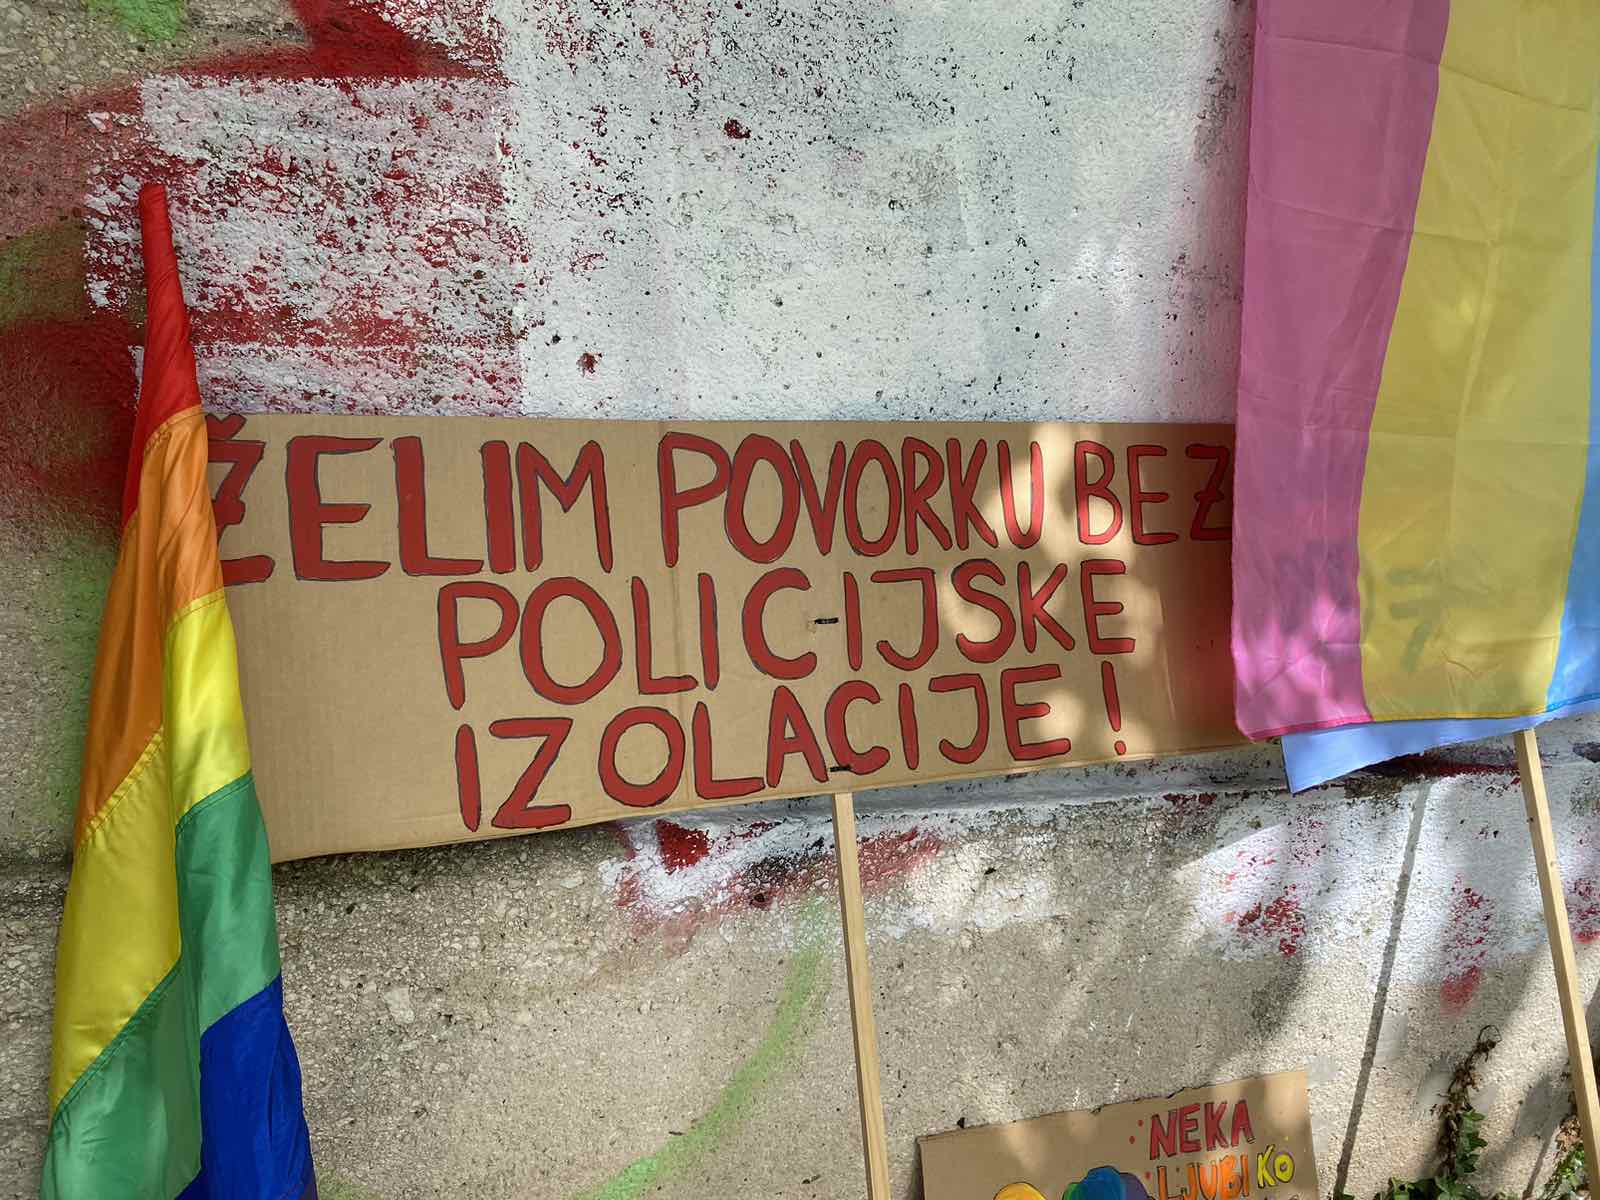 ŽELIM POVORKU BEZ
POLICIJSKE
IZOLACIJE!
NEKA
LJUBI KO